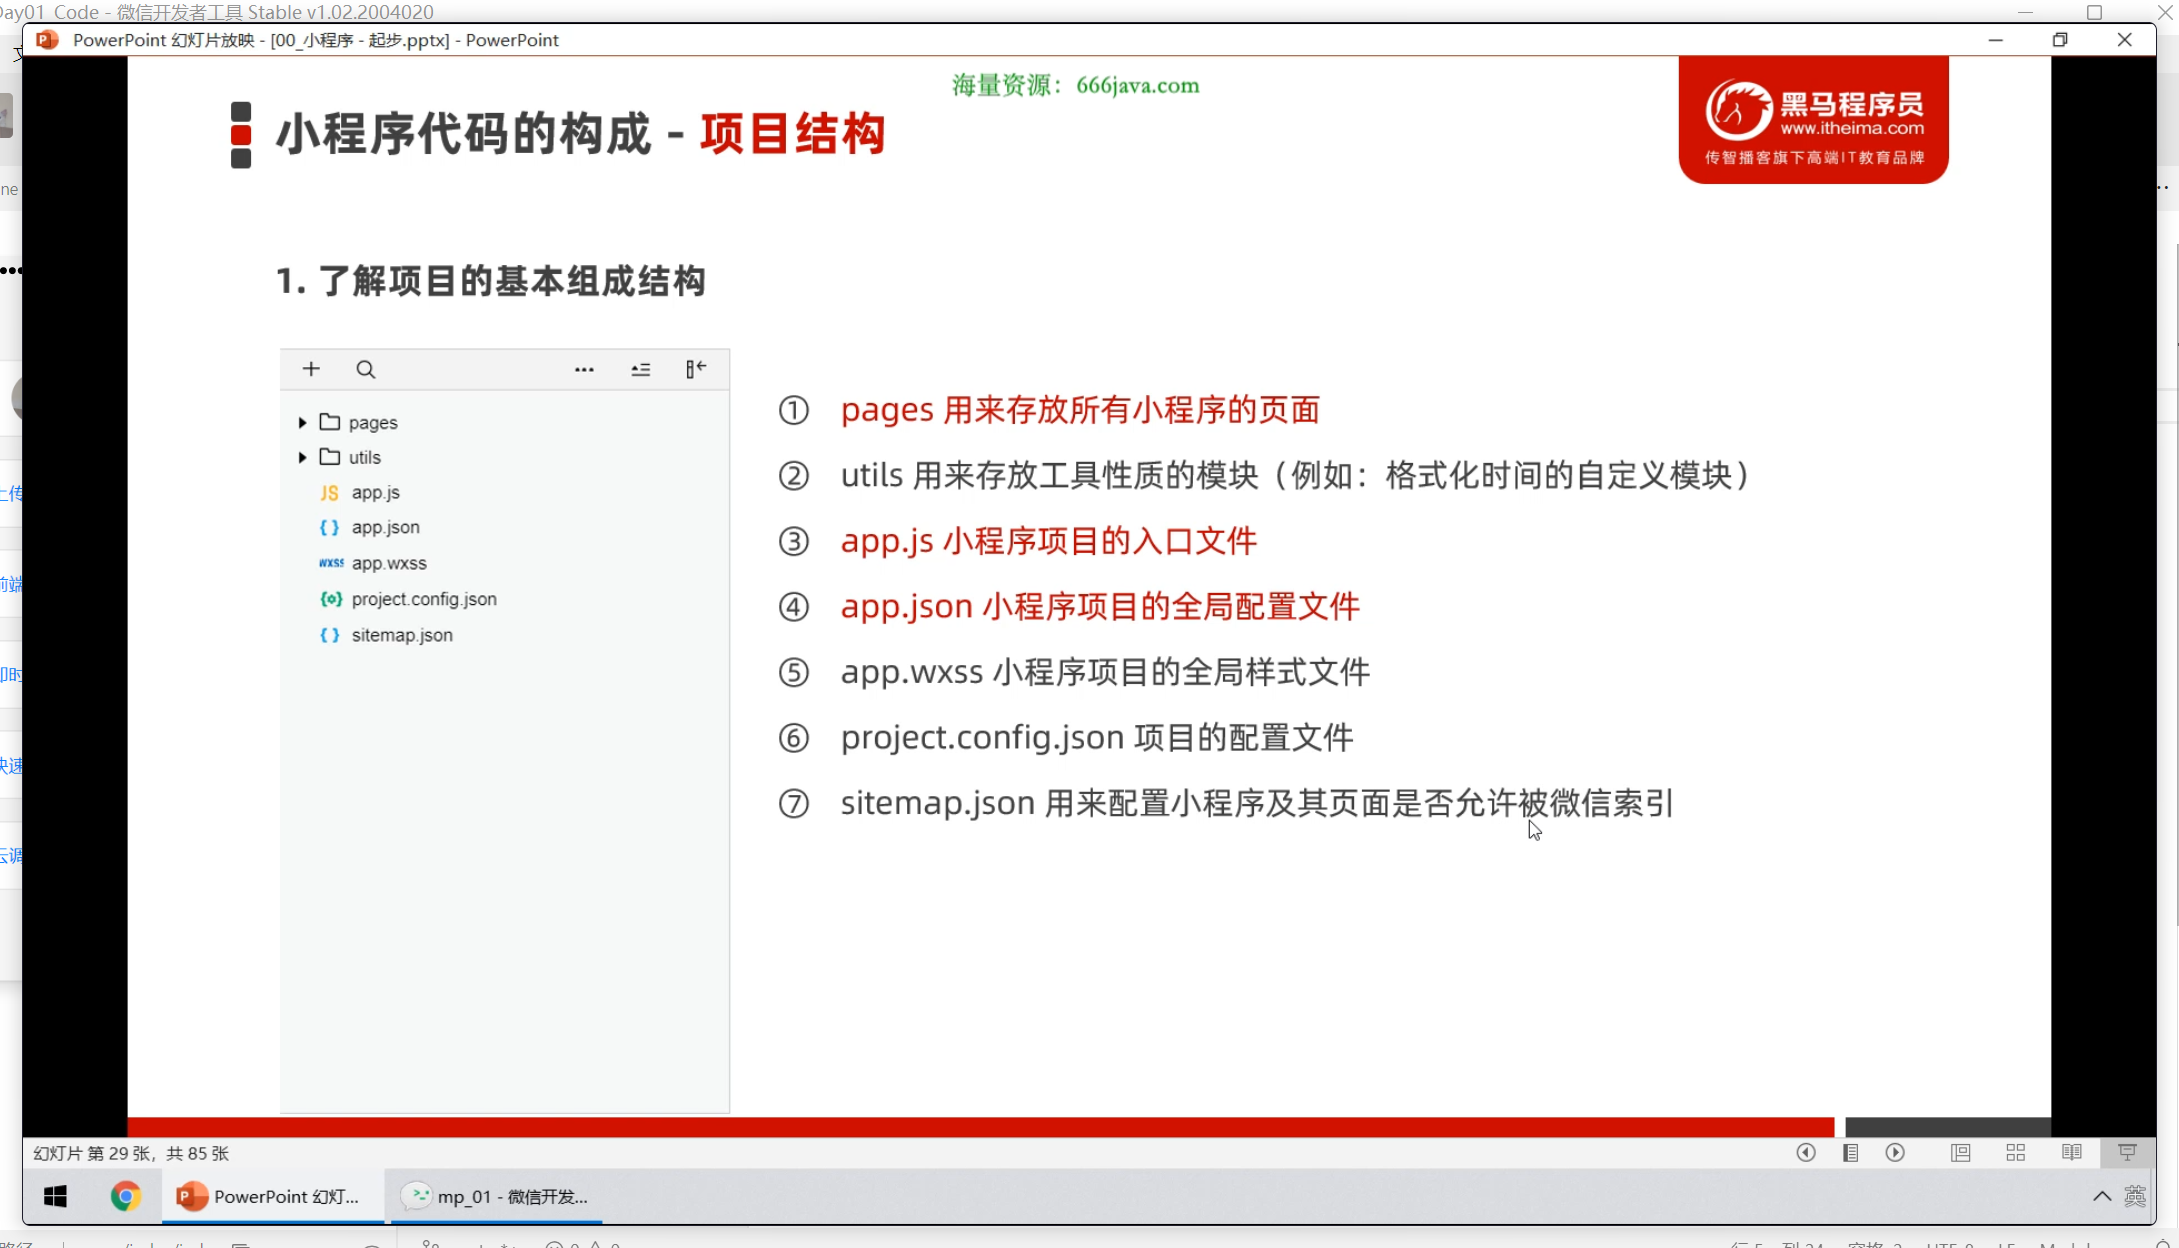 Day01_Code - 微信开发者工具 Stable v1.02.2004020
PowerPoint 幻灯片放映 - [00_小程序 - 起步.pptx] - PowerPoint
海量资源：666java.com
小程序代码的构成 - 项目结构
黑马程序员
www.itheima.com
传智播客旗下高端IT教育品牌
1. 了解项目的基本组成结构
pages
utils
JS app.js
{ } app.json
WXSS app.wxss
project.config.json
{ } sitemap.json
① pages 用来存放所有小程序的页面
② utils 用来存放工具性质的模块（例如：格式化时间的自定义模块）
③ app.js 小程序项目的入口文件
④ app.json 小程序项目的全局配置文件
⑤ app.wxss 小程序项目的全局样式文件
⑥ project.config.json 项目的配置文件
⑦ sitemap.json 用来配置小程序及其页面是否允许被微信索引
幻灯片 第 29 张，共 85 张
PowerPoint 幻灯...
mp_01 - 微信开发...
英